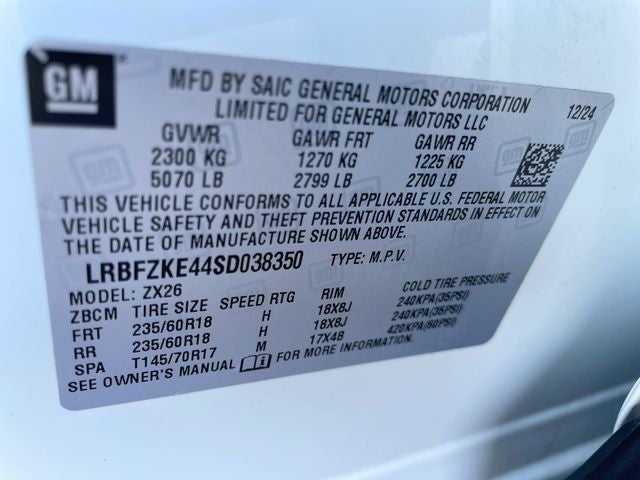 GM
MFD BY SAIC GENERAL MOTORS CORPORATION
LIMITED FOR GENERAL MOTORS LLC 12/24
GVWR GAWR FRT GAWR RR
2300 KG 1270 KG 1225 KG
5070 LB 2799 LB 2700 LB
THIS VEHICLE CONFORMS TO ALL APPLICABLE U.S. FEDERAL MOTOR
VEHICLE SAFETY AND THEFT PREVENTION STANDARDS IN EFFECT ON
THE DATE OF MANUFACTURE SHOWN ABOVE.
LRBFZKE44SD038350 TYPE: M.P.V.
MODEL: ZX26
ZBCM TIRE SIZE SPEED RTG RIM COLD TIRE PRESSURE
FRT 235/60R18 H 18X8J 240KPA(35PSI)
RR 235/60R18 H 18X8J 240KPA(35PSI)
SPA T145/70R17 M 17X4B 420KPA(60PSI)
SEE OWNER'S MANUAL FOR MORE INFORMATION.